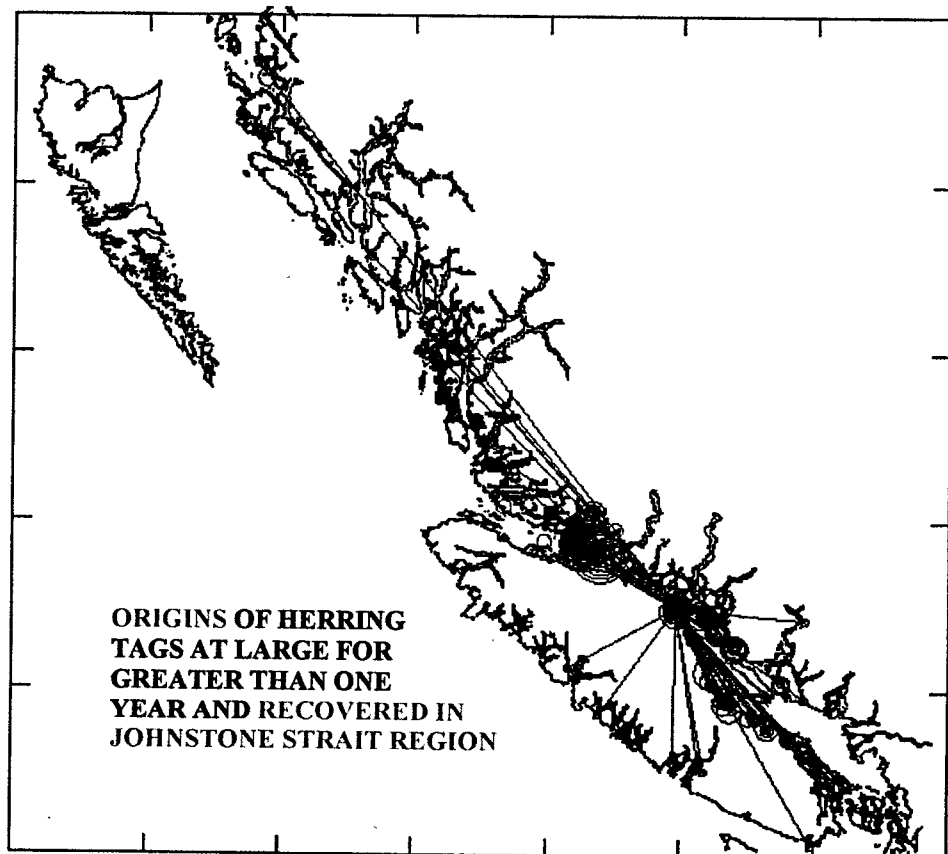 ORIGINS OF HERRING
TAGS AT LARGE FOR
GREATER THAN ONE
YEAR AND RECOVERED IN
JOHNSTONE STRAIT REGION